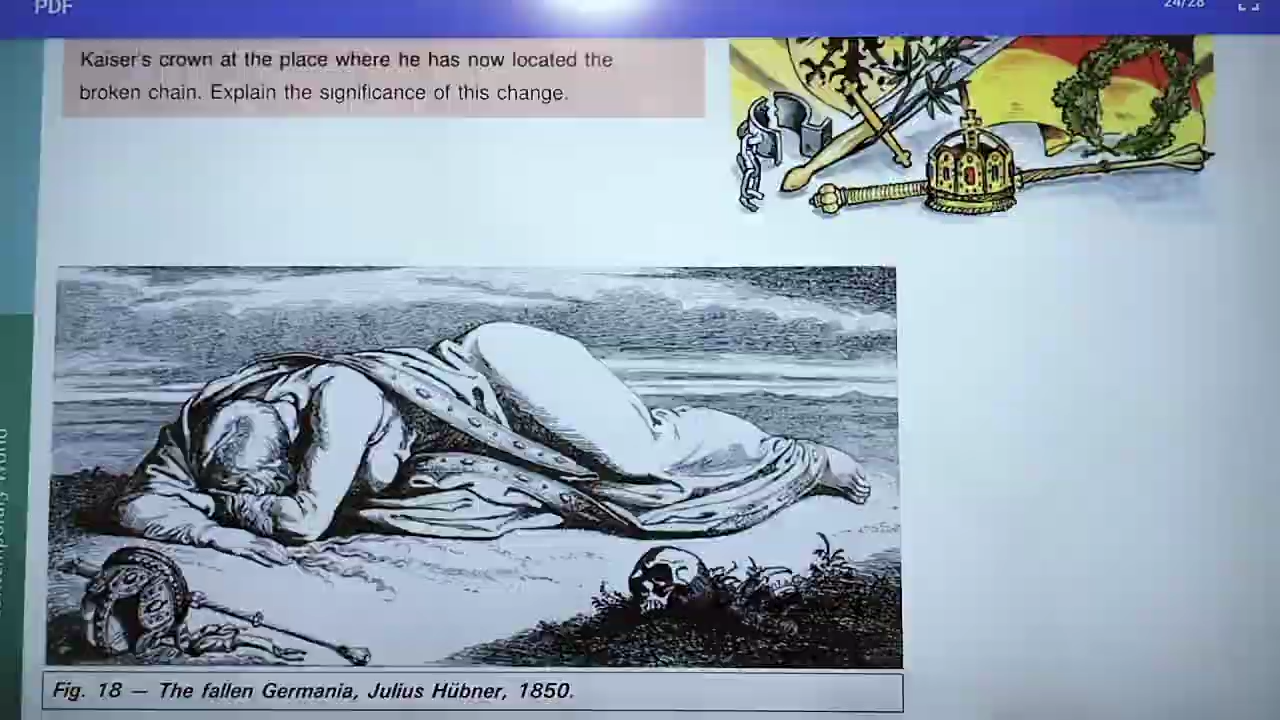 PDF
24/28
Kaiser's crown at the place where he has now located the
broken chain. Explain the significance of this change.
Fig. 18 — The fallen Germania, Julius Hübner, 1850.